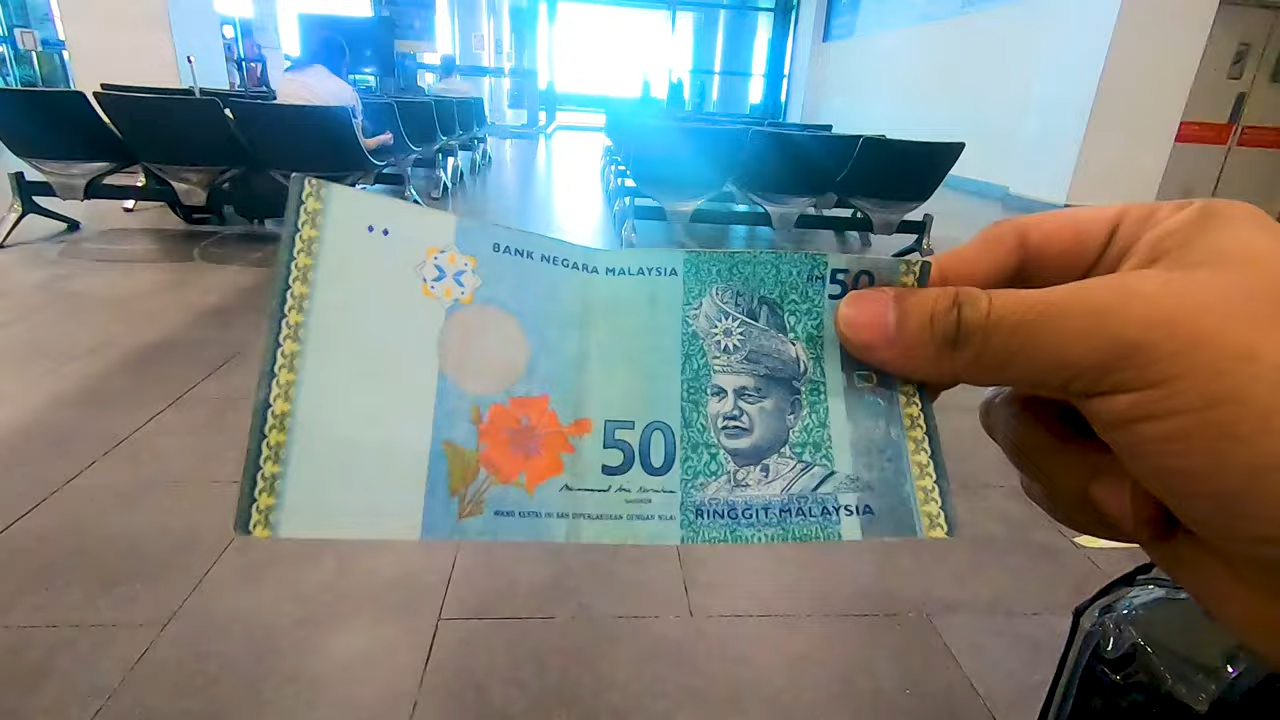 BANK NEGARA MALAYSIA
RM50
50
WANG KERTAS INI SAH DIPERLAKUKAN DENGAN NILAI
RINGGIT MALAYSIA